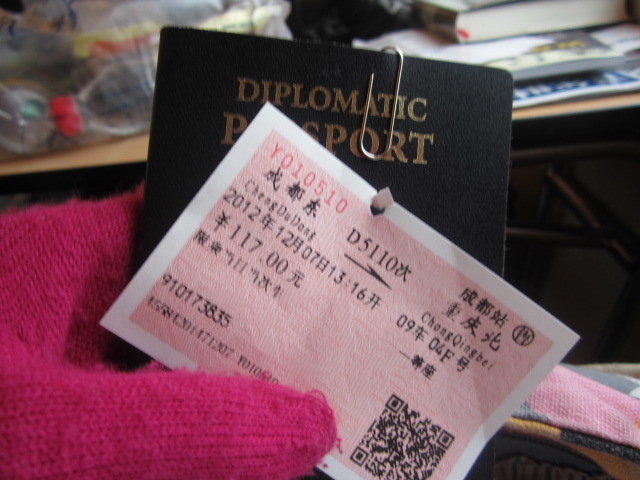 DIPLOMATIC
PASSPORT
Y010510
成都东
D5110次
成都站 售
重庆北
ChengDuDong
ChongQingbei
2012年12月07日13:16开
09车 04F号
￥117.00元
一等座
限乘当日当次车
910173835